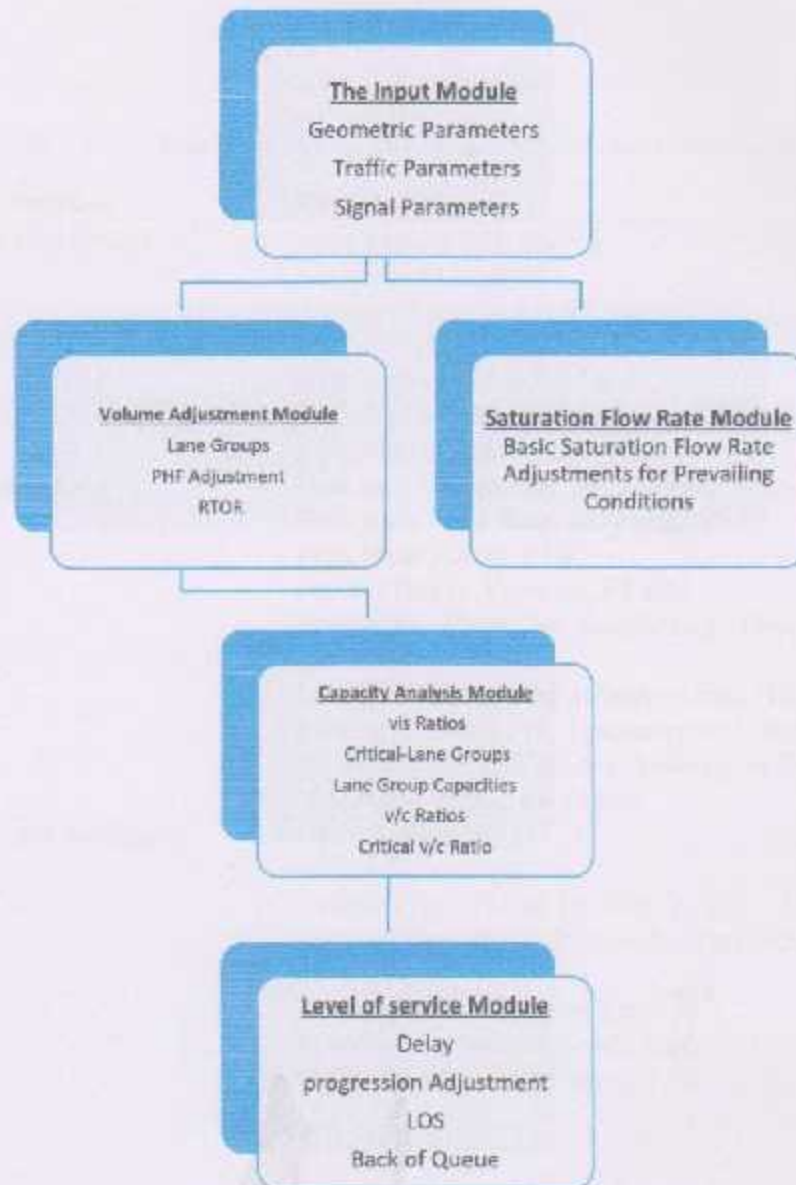 The Input Module
Geometric Parameters
Traffic Parameters
Signal Parameters
Volume Adjustment Module
Lane Groups
PHF Adjustment
RTOR
Saturation Flow Rate Module
Basic Saturation Flow Rate
Adjustments for Prevailing
Conditions
Capacity Analysis Module
vis Ratios
Critical-Lane Groups
Lane Group Capacities
v/c Ratios
Critical v/c Ratio
Level of service Module
Delay
progression Adjustment
LOS
Back of Queue